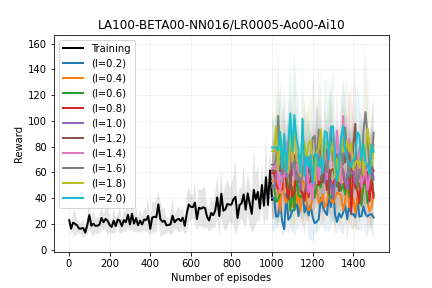 LA100-BETA00-NN016/LR0005-Ao00-Ai10
160
140
120
100
80
60
40
20
0
Reward
Training
(l=0.2)
(l=0.4)
(l=0.6)
(l=0.8)
(l=1.0)
(l=1.2)
(l=1.4)
(l=1.6)
(l=1.8)
(l=2.0)
0 200 400 600 800 1000 1200 1400
Number of episodes